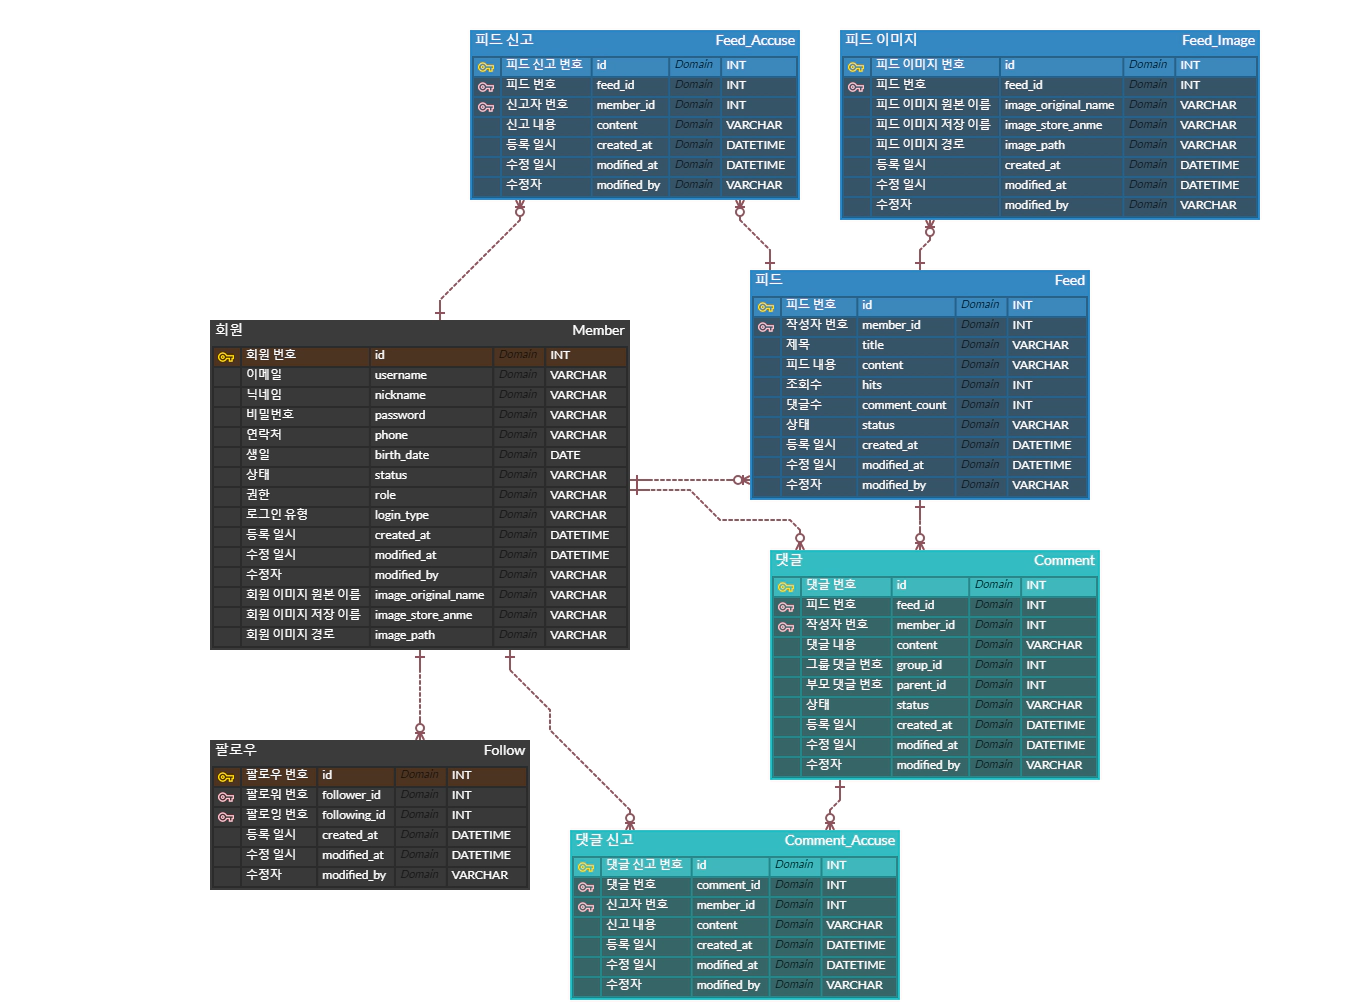 피드 신고 Feed_Accuse
피드 신고 번호 id Domain INT
피드 번호 feed_id Domain INT
신고자 번호 member_id Domain INT
신고 내용 content Domain VARCHAR
등록 일시 created_at Domain DATETIME
수정 일시 modified_at Domain DATETIME
수정자 modified_by Domain VARCHAR
피드 이미지 Feed_Image
피드 이미지 번호 id Domain INT
피드 번호 feed_id Domain INT
피드 이미지 원본 이름 image_original_name Domain VARCHAR
피드 이미지 저장 이름 image_store_anme Domain VARCHAR
피드 이미지 경로 image_path Domain VARCHAR
등록 일시 created_at Domain DATETIME
수정 일시 modified_at Domain DATETIME
수정자 modified_by Domain VARCHAR
피드 Feed
피드 번호 id Domain INT
작성자 번호 member_id Domain INT
제목 title Domain VARCHAR
피드 내용 content Domain VARCHAR
조회수 hits Domain INT
댓글수 comment_count Domain INT
상태 status Domain VARCHAR
등록 일시 created_at Domain DATETIME
수정 일시 modified_at Domain DATETIME
수정자 modified_by Domain VARCHAR
회원 Member
회원 번호 id Domain INT
이메일 username Domain VARCHAR
닉네임 nickname Domain VARCHAR
비밀번호 password Domain VARCHAR
연락처 phone Domain VARCHAR
생일 birth_date Domain DATE
상태 status Domain VARCHAR
권한 role Domain VARCHAR
로그인 유형 login_type Domain VARCHAR
등록 일시 created_at Domain DATETIME
수정 일시 modified_at Domain DATETIME
수정자 modified_by Domain VARCHAR
회원 이미지 원본 이름 image_original_name Domain VARCHAR
회원 이미지 저장 이름 image_store_anme Domain VARCHAR
회원 이미지 경로 image_path Domain VARCHAR
댓글 Comment
댓글 번호 id Domain INT
피드 번호 feed_id Domain INT
작성자 번호 member_id Domain INT
댓글 내용 content Domain VARCHAR
그룹 댓글 번호 group_id Domain INT
부모 댓글 번호 parent_id Domain INT
상태 status Domain VARCHAR
등록 일시 created_at Domain DATETIME
수정 일시 modified_at Domain DATETIME
수정자 modified_by Domain VARCHAR
팔로우 Follow
팔로우 번호 id Domain INT
팔로워 번호 follower_id Domain INT
팔로잉 번호 following_id Domain INT
등록 일시 created_at Domain DATETIME
수정 일시 modified_at Domain DATETIME
수정자 modified_by Domain VARCHAR
댓글 신고 Comment_Accuse
댓글 신고 번호 id Domain INT
댓글 번호 comment_id Domain INT
신고자 번호 member_id Domain INT
신고 내용 content Domain VARCHAR
등록 일시 created_at Domain DATETIME
수정 일시 modified_at Domain DATETIME
수정자 modified_by Domain VARCHAR